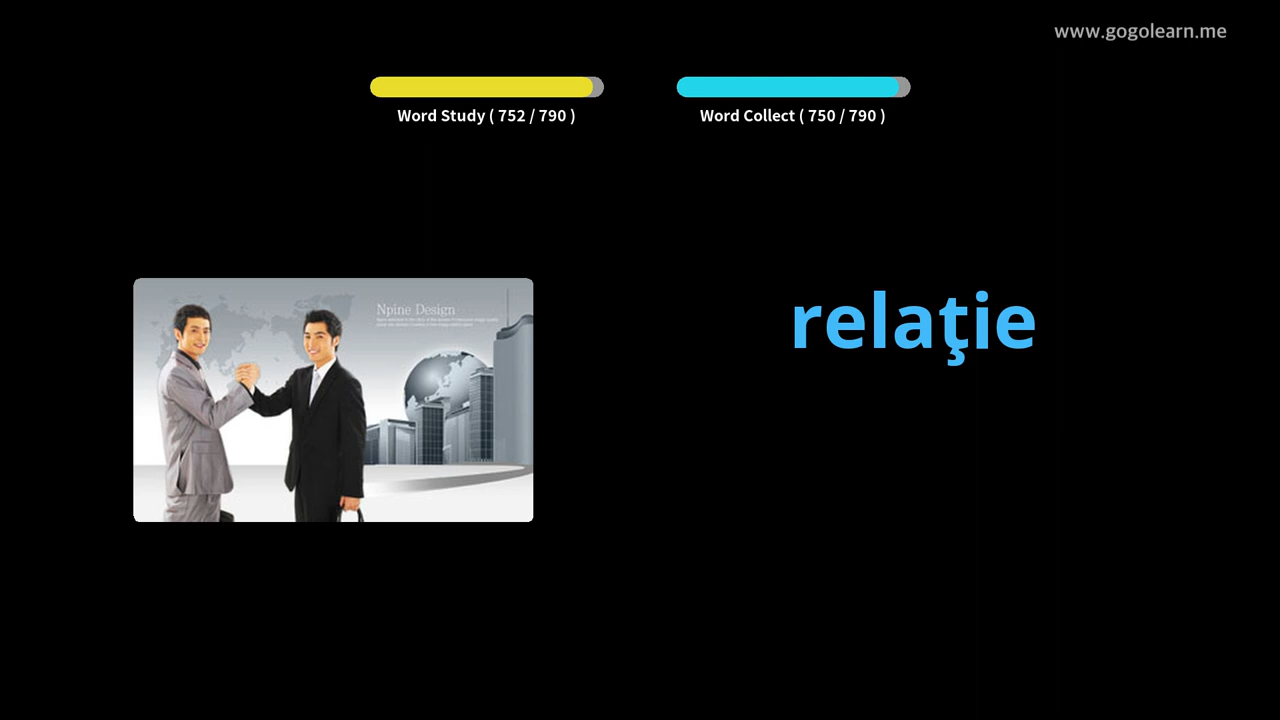 www.gogolearn.me
Word Study ( 752 / 790 )
Word Collect ( 750 / 790 )
Npine Design
relaţie